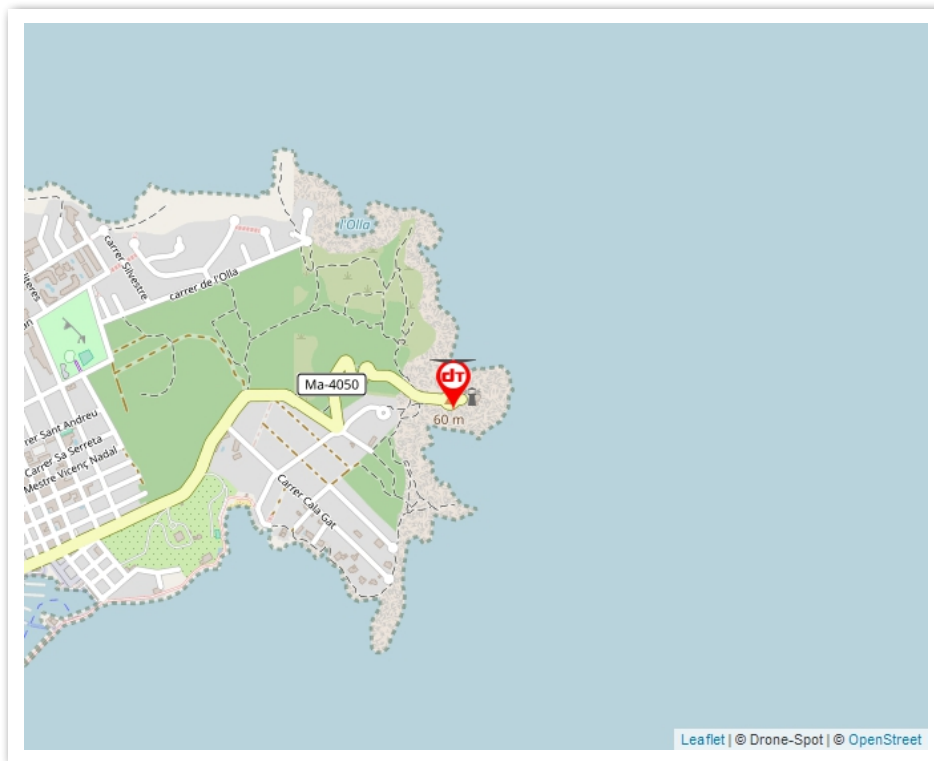 l'Olla
carrer Silvestre
carrer de l'Olla
Ma-4050
dT
60 m
Sant Andreu
Carrer Sa Serreta
Mestre Vicenç Nadal
Carrer Cala Gat
Leaflet | © Drone-Spot | © OpenStreet